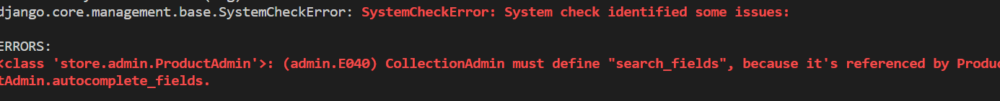 django.core.management.base.SystemCheckError: SystemCheckError: System check identified some issues:
ERRORS:
<class 'store.admin.ProductAdmin'>: (admin.E040) CollectionAdmin must define "search_fields", because it's referenced by Produc
tAdmin.autocomplete_fields.